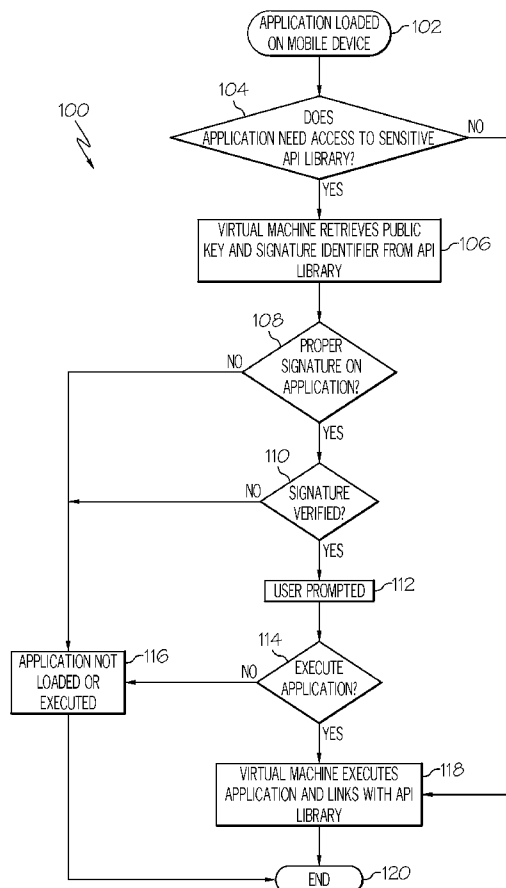 APPLICATION LOADED
ON MOBILE DEVICE
102
100
104
DOES
APPLICATION NEED ACCESS TO SENSITIVE
API LIBRARY?
NO
YES
VIRTUAL MACHINE RETRIEVES PUBLIC
KEY AND SIGNATURE IDENTIFIER FROM API
LIBRARY
106
108
PROPER
SIGNATURE ON
APPLICATION?
NO
YES
110
SIGNATURE
VERIFIED?
NO
YES
USER PROMPTED
112
114
EXECUTE
APPLICATION?
NO
YES
APPLICATION NOT
LOADED OR
EXECUTED
116
VIRTUAL MACHINE EXECUTES
APPLICATION AND LINKS WITH API
LIBRARY
118
END
120